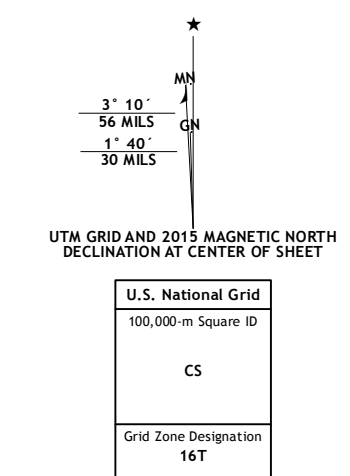 MN
3° 10´
56 MILS
GN
1° 40´
30 MILS
UTM GRID AND 2015 MAGNETIC NORTH
DECLINATION AT CENTER OF SHEET
U.S. National Grid
100,000-m Square ID
CS
Grid Zone Designation
16T